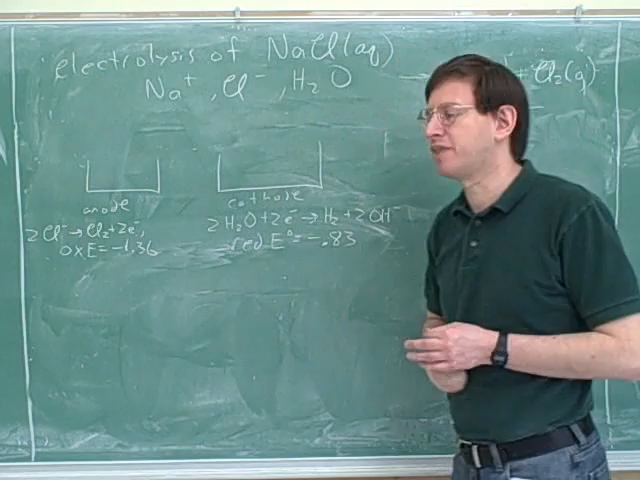 electrolysis of NaCl(aq)
Na⁺, Cl⁻, H₂O
+ Cl₂(g)
anode
cathode
2Cl⁻→Cl₂+2e⁻,
oxE=-1.36
2H₂O+2e⁻→H₂+2OH⁻
red E°=-.83